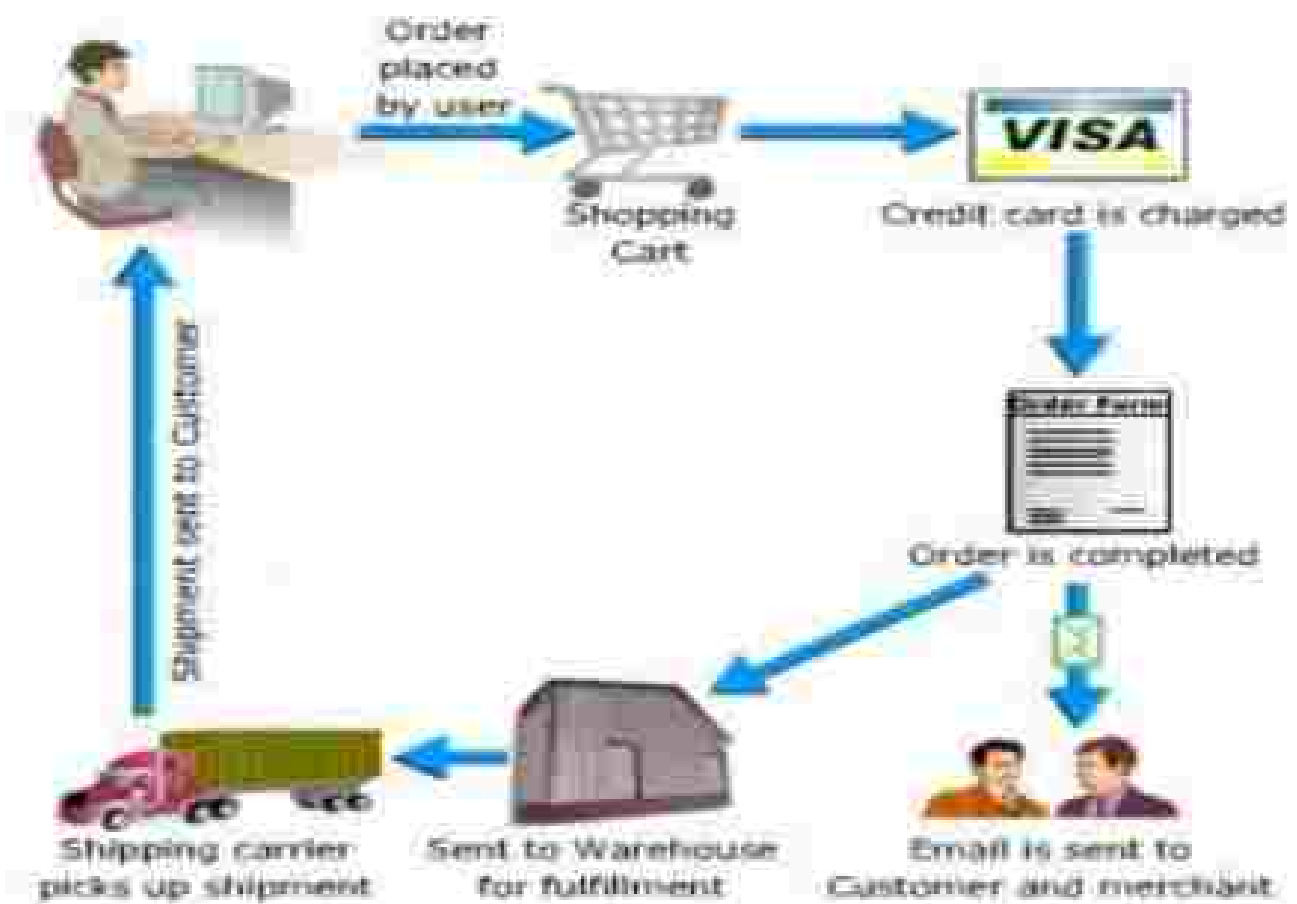 Order
placed
by user
Shopping
Cart
VISA
Credit card is charged
Order Form
Order is completed
Shipment sent to Customer
Shipping carrier
picks up shipment
Sent to Warehouse
for fulfillment
Email is sent to
Customer and merchant